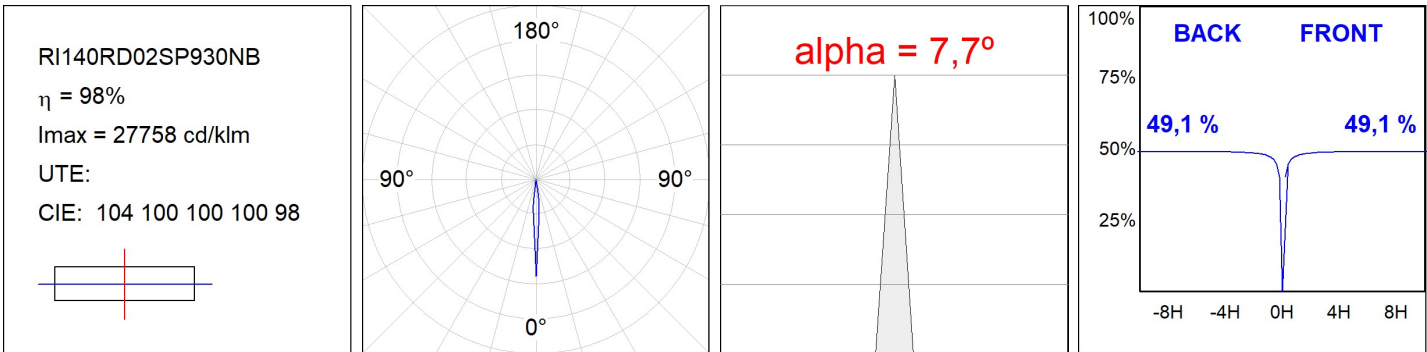 RI140RD02SP930NB
η = 98%
Imax = 27758 cd/klm
UTE:
CIE: 104 100 100 100 98
180°
90° 90°
0°
alpha = 7,7º
100%
BACK FRONT
75%
49,1 % 49,1 %
50%
25%
-8H -4H 0H 4H 8H